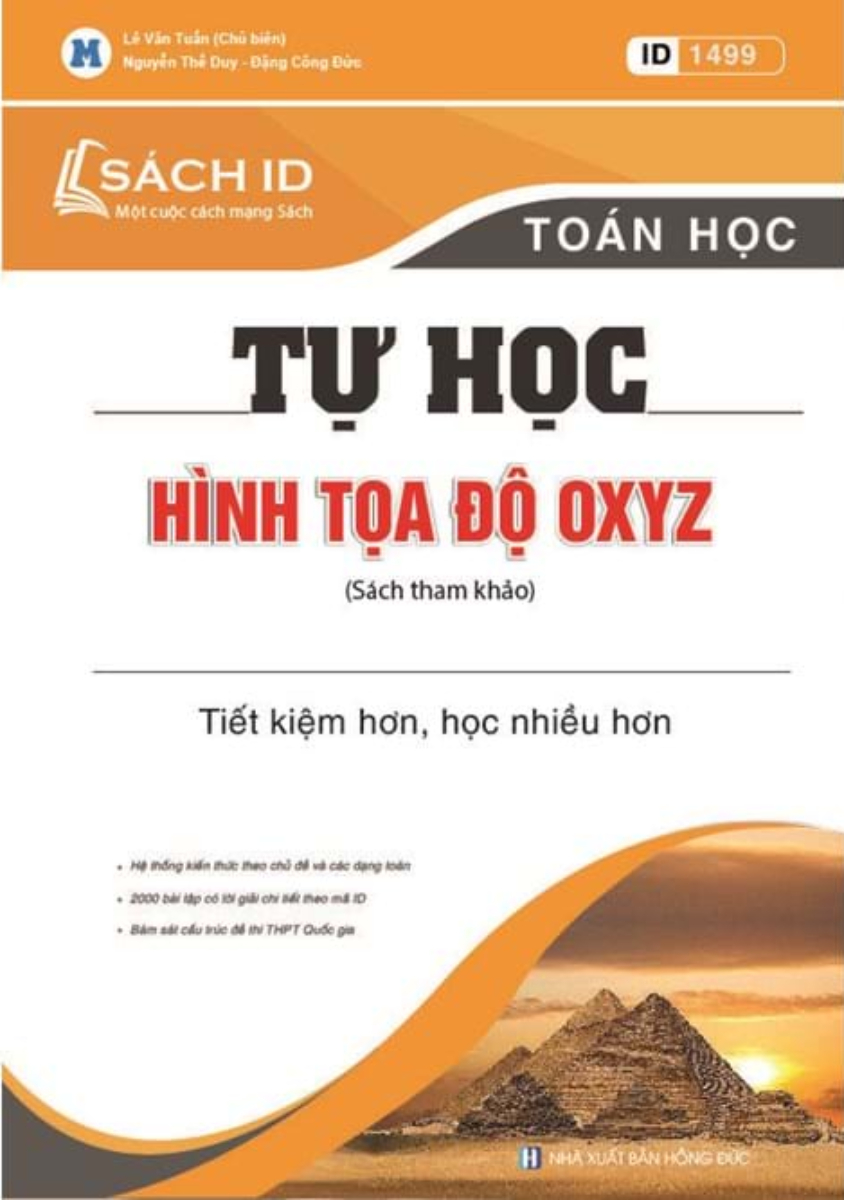 Lê Văn Tuấn (Chủ biên)
Nguyễn Thế Duy - Đặng Công Đức
ID 1499
SÁCH ID
Một cuộc cách mạng Sách
TOÁN HỌC
TỰ HỌC
HÌNH TỌA ĐỘ OXYZ
(Sách tham khảo)
Tiết kiệm hơn, học nhiều hơn
• Hệ thống kiến thức theo chủ đề và các dạng toán
• 2000 bài tập có lời giải chi tiết theo mã ID
• Bám sát cấu trúc đề thi THPT Quốc gia
NHÀ XUẤT BẢN HỒNG ĐỨC